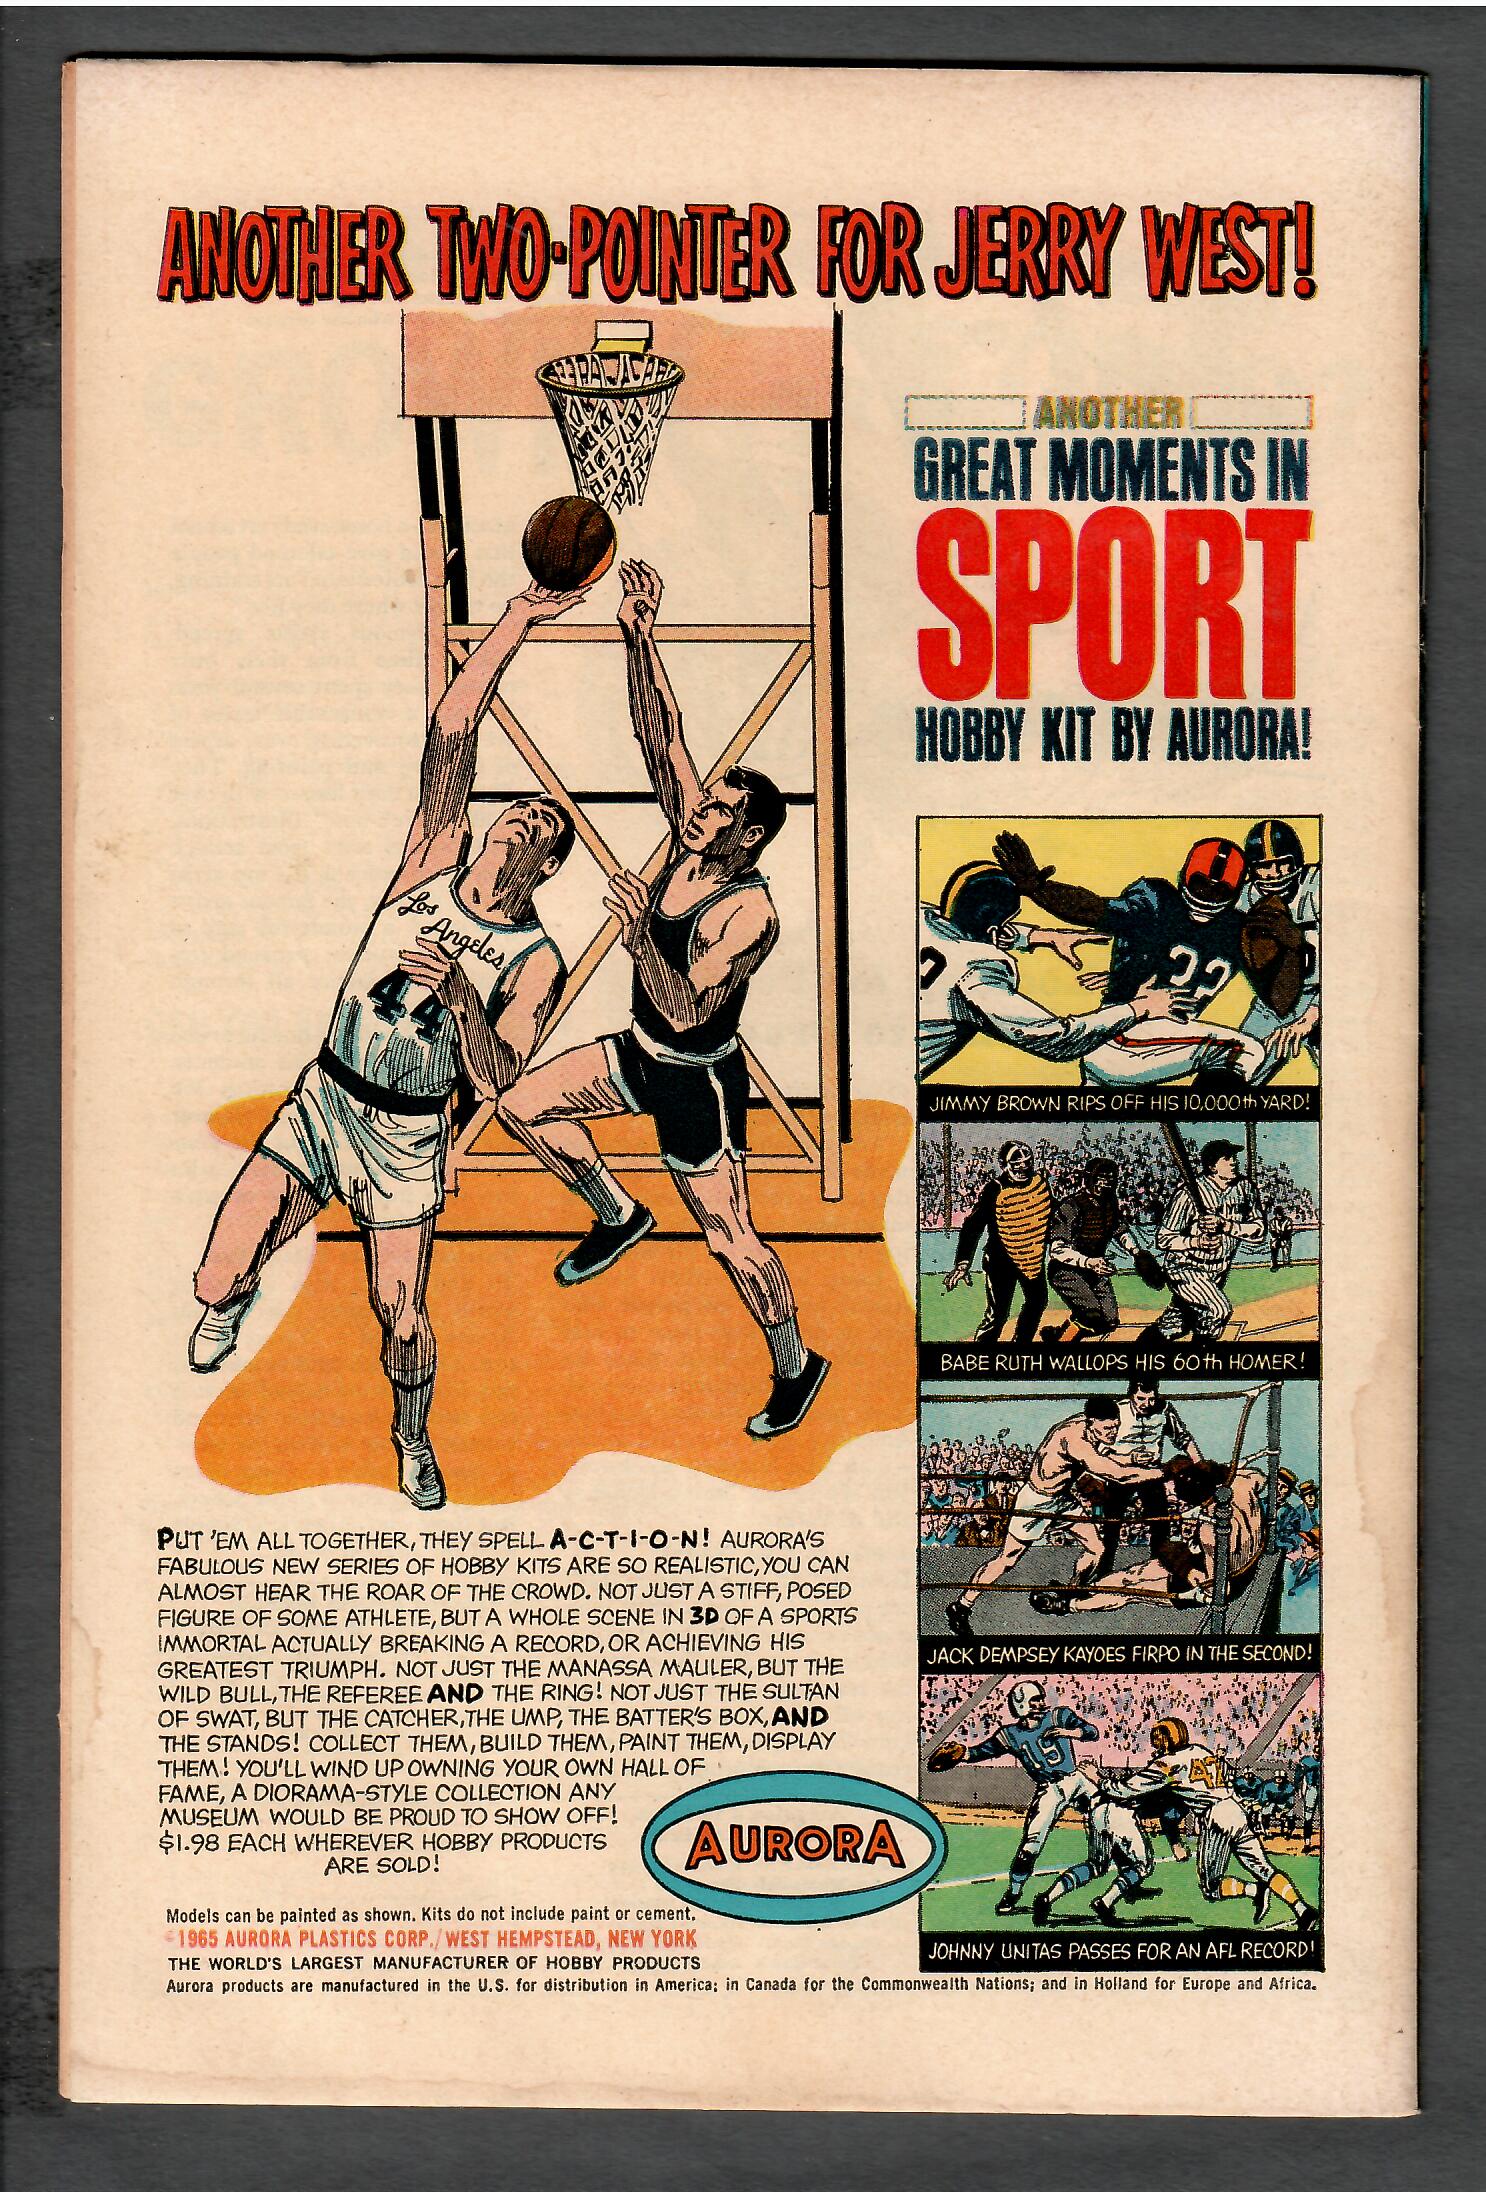 ANOTHER TWO-POINTER FOR JERRY WEST!
ANOTHER
GREAT MOMENTS IN
SPORT
HOBBY KIT BY AURORA!
Los
Angeles
44
32
JIMMY BROWN RIPS OFF HIS 10,000th YARD!
BABE RUTH WALLOPS HIS 60th HOMER!
JACK DEMPSEY KAYOES FIRPO IN THE SECOND!
15
47
JOHNNY UNITAS PASSES FOR AN AFL RECORD!
PUT 'EM ALL TOGETHER, THEY SPELL A-C-T-I-O-N! AURORA'S
FABULOUS NEW SERIES OF HOBBY KITS ARE SO REALISTIC, YOU CAN
ALMOST HEAR THE ROAR OF THE CROWD. NOT JUST A STIFF, POSED
FIGURE OF SOME ATHLETE, BUT A WHOLE SCENE IN 3D OF A SPORTS
IMMORTAL ACTUALLY BREAKING A RECORD, OR ACHIEVING HIS
GREATEST TRIUMPH. NOT JUST THE MANASSA MAULER, BUT THE
WILD BULL, THE REFEREE AND THE RING! NOT JUST THE SULTAN
OF SWAT, BUT THE CATCHER, THE UMP, THE BATTER'S BOX, AND
THE STANDS! COLLECT THEM, BUILD THEM, PAINT THEM, DISPLAY
THEM! YOU'LL WIND UP OWNING YOUR OWN HALL OF
FAME, A DIORAMA-STYLE COLLECTION ANY
MUSEUM WOULD BE PROUD TO SHOW OFF!
$1.98 EACH WHEREVER HOBBY PRODUCTS
ARE SOLD!
AURORA
Models can be painted as shown. Kits do not include paint or cement.
©1965 AURORA PLASTICS CORP./WEST HEMPSTEAD, NEW YORK
THE WORLD'S LARGEST MANUFACTURER OF HOBBY PRODUCTS
Aurora products are manufactured in the U.S. for distribution in America; in Canada for the Commonwealth Nations; and in Holland for Europe and Africa.